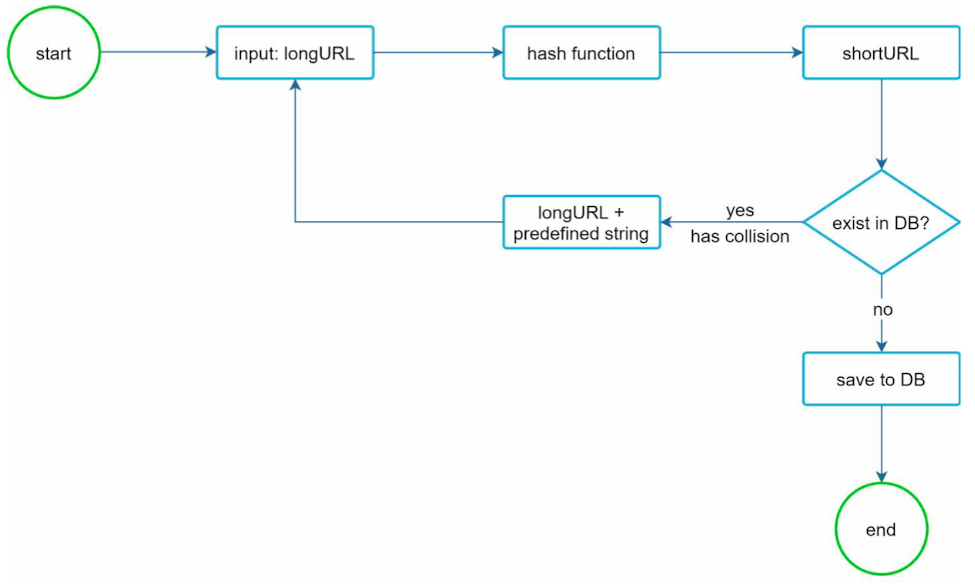 start
input: longURL
hash function
shortURL
longURL +
predefined string
yes
has collision
exist in DB?
no
save to DB
end